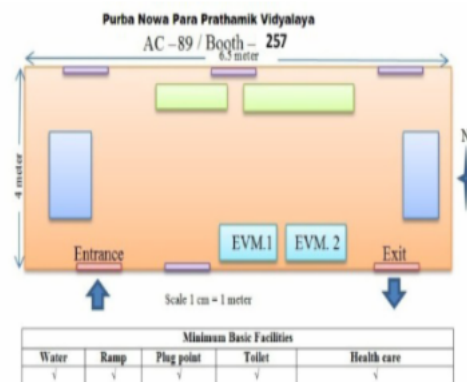 Purba Nowa Para Prathamik Vidyalaya
AC –89 / Booth – 257
6.5 meter
4 meter
N
EVM.1 EVM. 2
Entrance Exit
Scale 1 cm = 1 meter
Minimum Basic Facilities
Water Ramp Plug point Toilet Health care
√ √ √ √ √